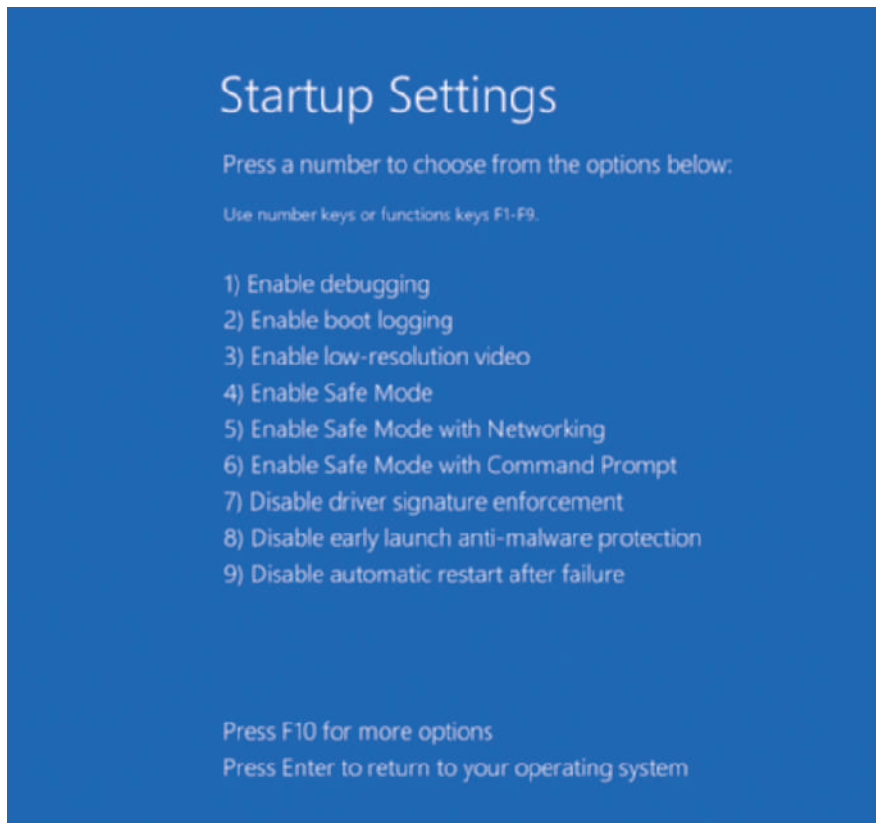 Startup Settings
Press a number to choose from the options below:
Use number keys or functions keys F1-F9.
1) Enable debugging
2) Enable boot logging
3) Enable low-resolution video
4) Enable Safe Mode
5) Enable Safe Mode with Networking
6) Enable Safe Mode with Command Prompt
7) Disable driver signature enforcement
8) Disable early launch anti-malware protection
9) Disable automatic restart after failure
Press F10 for more options
Press Enter to return to your operating system